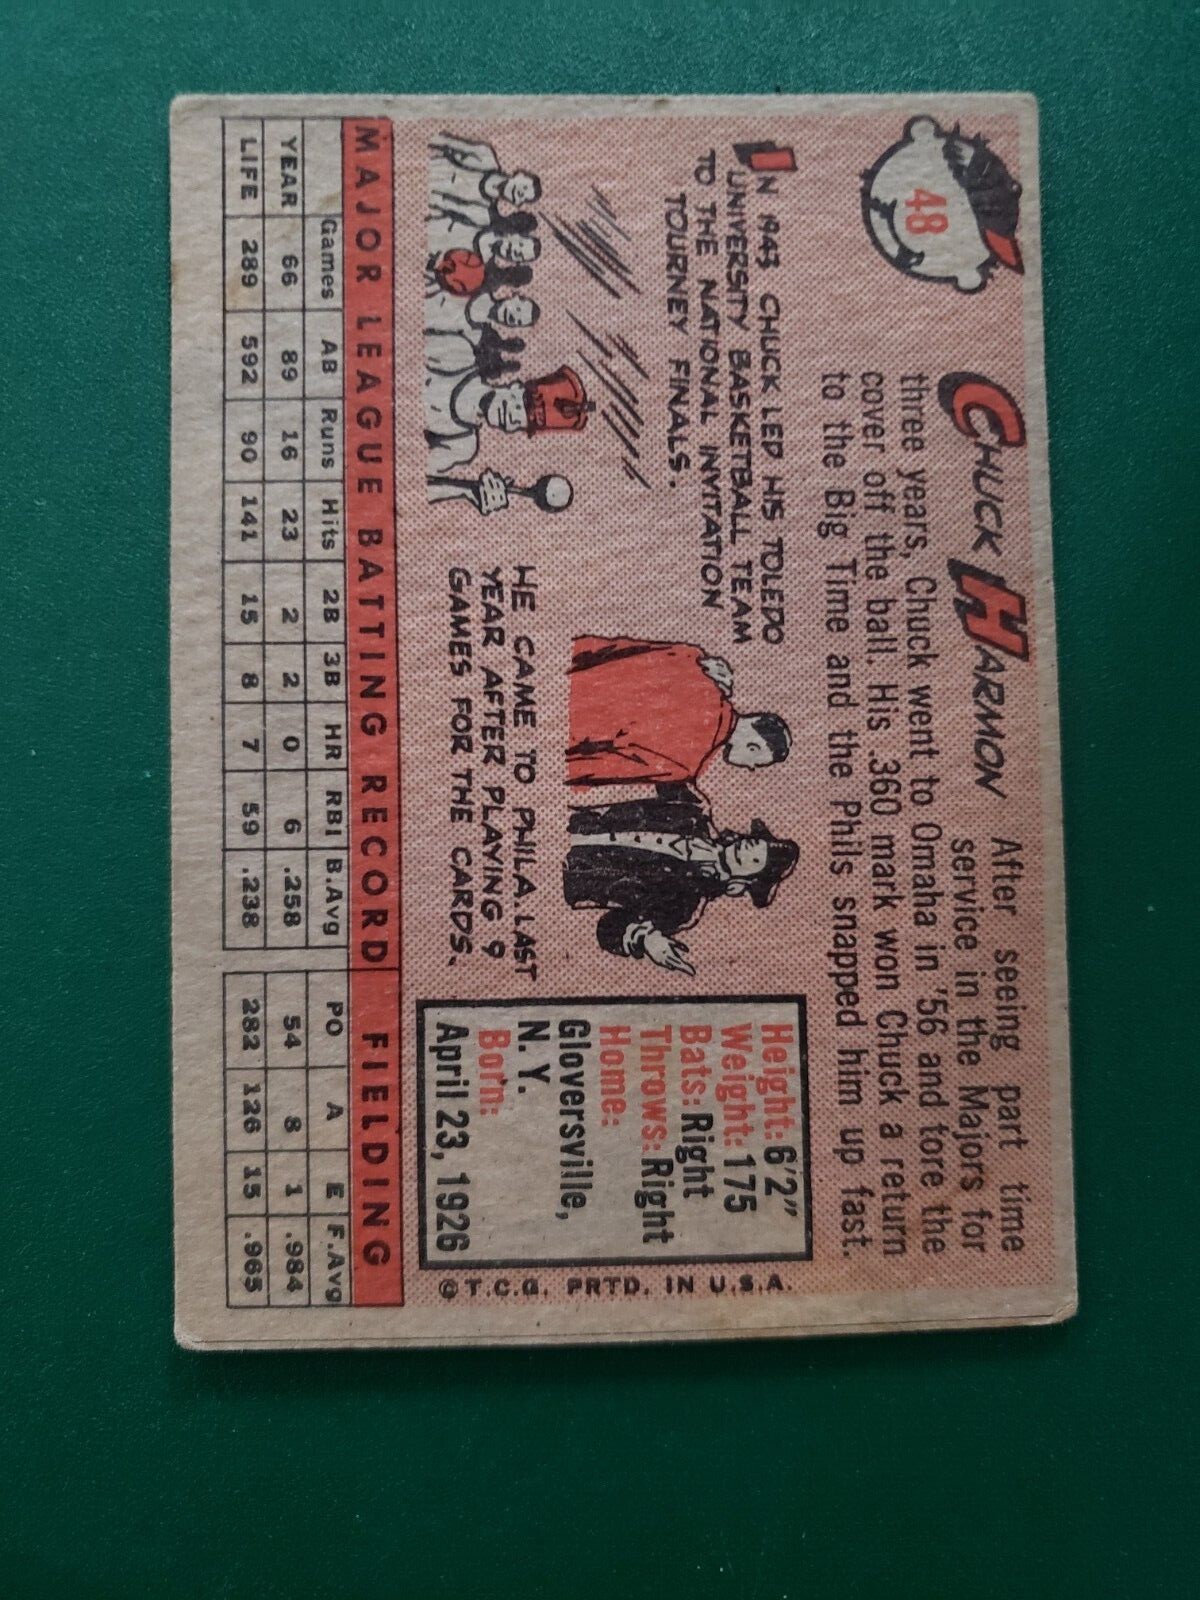 48
CHUCK HARMON After seeing part time
service in the Majors for
three years, Chuck went to Omaha in '56 and tore the
cover off the ball. His .360 mark won Chuck a return
to the Big Time and the Phils snapped him up fast.
IN 1943 CHUCK LED HIS TOLEDO
UNIVERSITY BASKETBALL TEAM
TO THE NATIONAL INVITATION
TOURNEY FINALS.
HE CAME TO PHILA. LAST
YEAR AFTER PLAYING 9
GAMES FOR THE CARDS.
Height: 6'2"
Weight: 175
Bats: Right
Throws: Right
Home:
Gloversville,
N. Y.
Born:
April 23, 1926
© T.C.G. PRTD. IN U.S.A.
MAJOR LEAGUE BATTING RECORD FIELDING
Games AB Runs Hits 2B 3B HR RBI B.Avg PO A E F.Avg
YEAR 66 89 16 23 2 2 0 6 .258 54 8 1 .984
LIFE 289 592 90 141 15 8 7 59 .238 282 126 15 .965